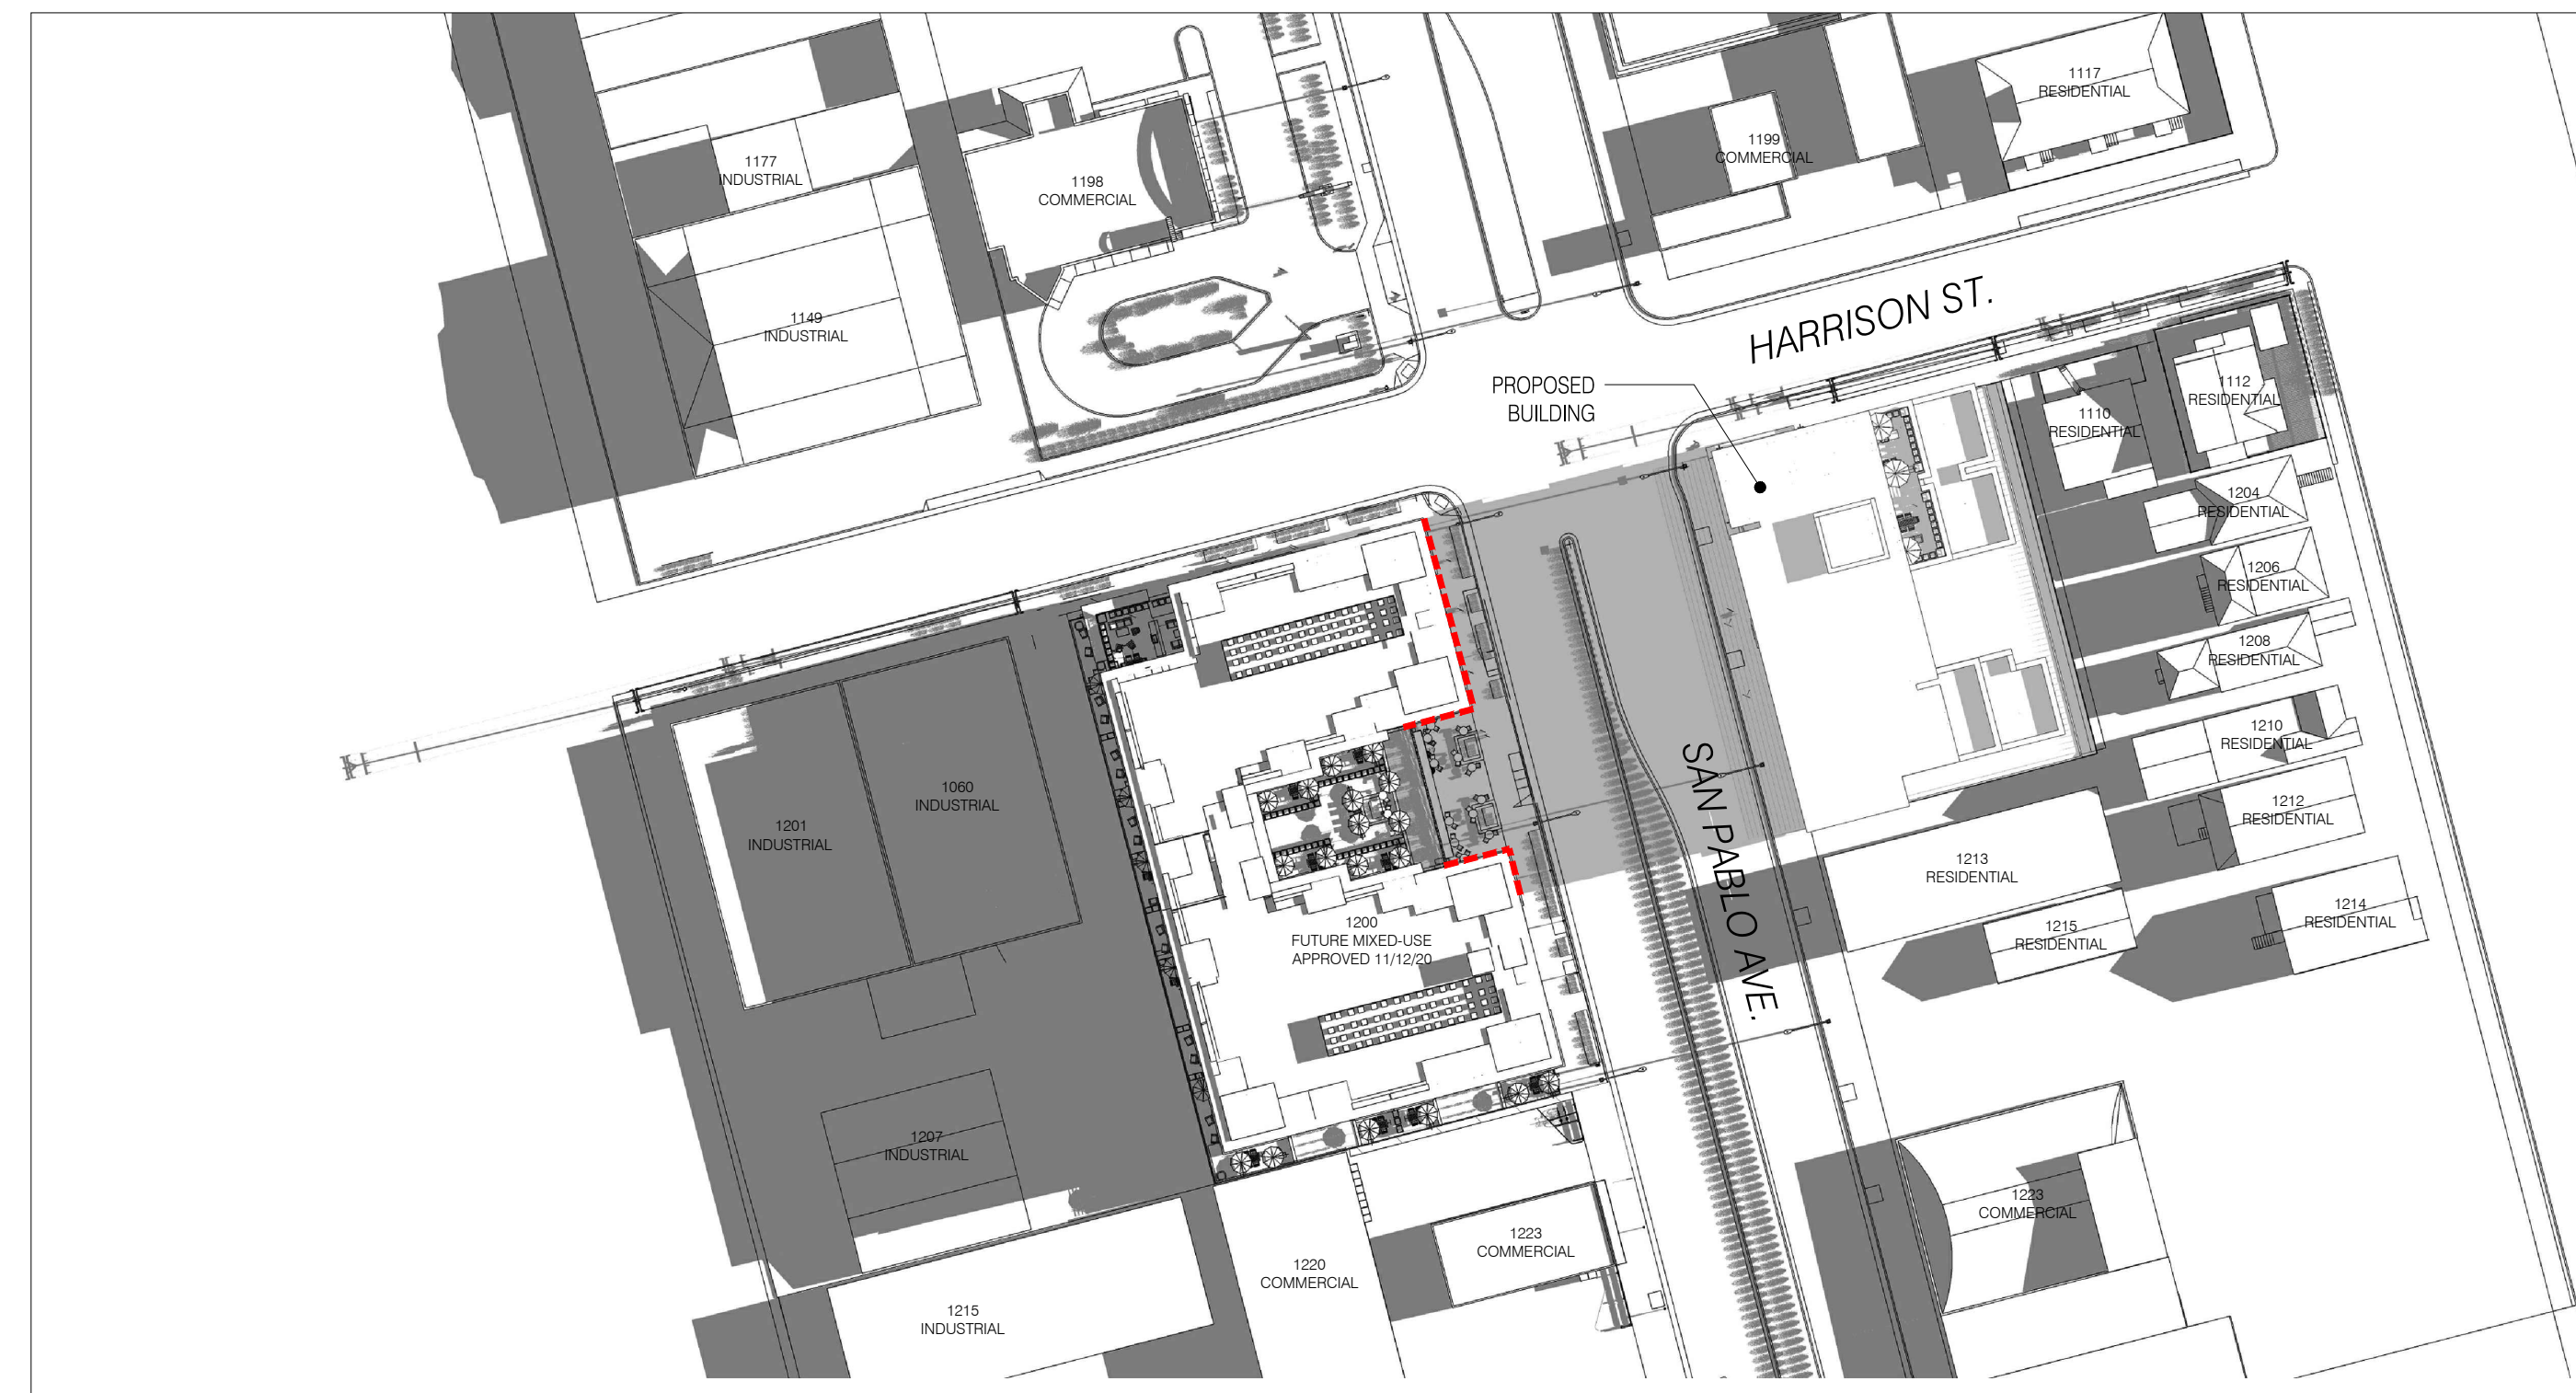 1117
RESIDENTIAL
1199
COMMERCIAL
1177
INDUSTRIAL
1198
COMMERCIAL
1149
INDUSTRIAL
HARRISON ST.
PROPOSED
BUILDING
1112
RESIDENTIAL
1110
RESIDENTIAL
1204
RESIDENTIAL
1206
RESIDENTIAL
1208
RESIDENTIAL
1210
RESIDENTIAL
1212
RESIDENTIAL
1214
RESIDENTIAL
1213
RESIDENTIAL
1215
RESIDENTIAL
SAN PABLO AVE.
1060
INDUSTRIAL
1201
INDUSTRIAL
1200
FUTURE MIXED-USE
APPROVED 11/12/20
1207
INDUSTRIAL
1223
COMMERCIAL
1223
COMMERCIAL
1220
COMMERCIAL
1215
INDUSTRIAL